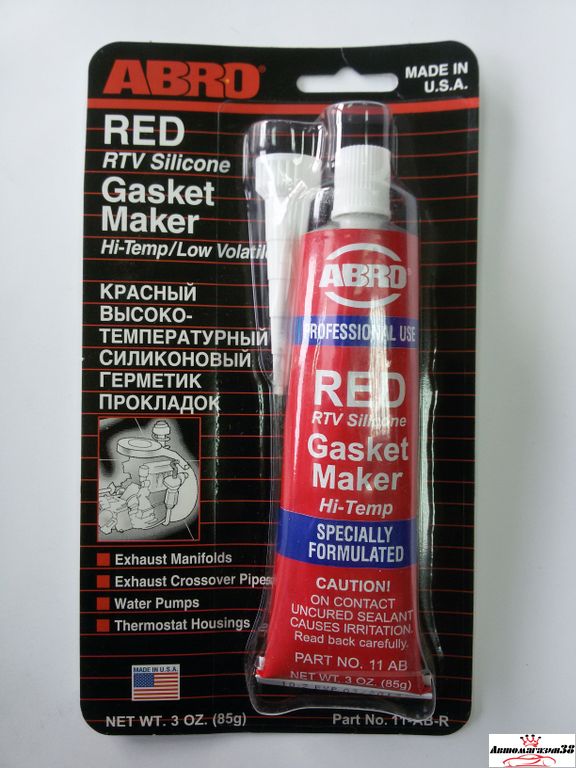 ABRO
MADE IN
U.S.A.
RED
RTV Silicone
Gasket
Maker
Hi-Temp/Low Volatile
КРАСНЫЙ
ВЫСОКО-
ТЕМПЕРАТУРНЫЙ
СИЛИКОНОВЫЙ
ГЕРМЕТИК
ПРОКЛАДОК
Exhaust Manifolds
Exhaust Crossover Pipes
Water Pumps
Thermostat Housings
MADE IN U.S.A.
NET WT. 3 OZ. (85g)
Part No. 11-AB-R
ABRO
PROFESSIONAL USE
RED
RTV Silicone
Gasket
Maker
Hi-Temp
SPECIALLY
FORMULATED
CAUTION!
ON CONTACT
UNCURED SEALANT
CAUSES IRRITATION.
Read back carefully.
PART NO. 11 AB
NET WT. 3 OZ. (85g)
Автомагазин38